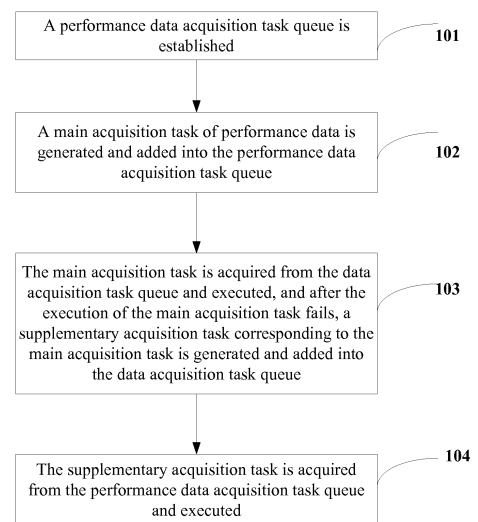 A performance data acquisition task queue is
established
101
A main acquisition task of performance data is
generated and added into the performance data
acquisition task queue
102
The main acquisition task is acquired from the data
acquisition task queue and executed, and after the
execution of the main acquisition task fails, a
supplementary acquisition task corresponding to the
main acquisition task is generated and added into
the data acquisition task queue
103
The supplementary acquisition task is acquired
from the performance data acquisition task queue
and executed
104